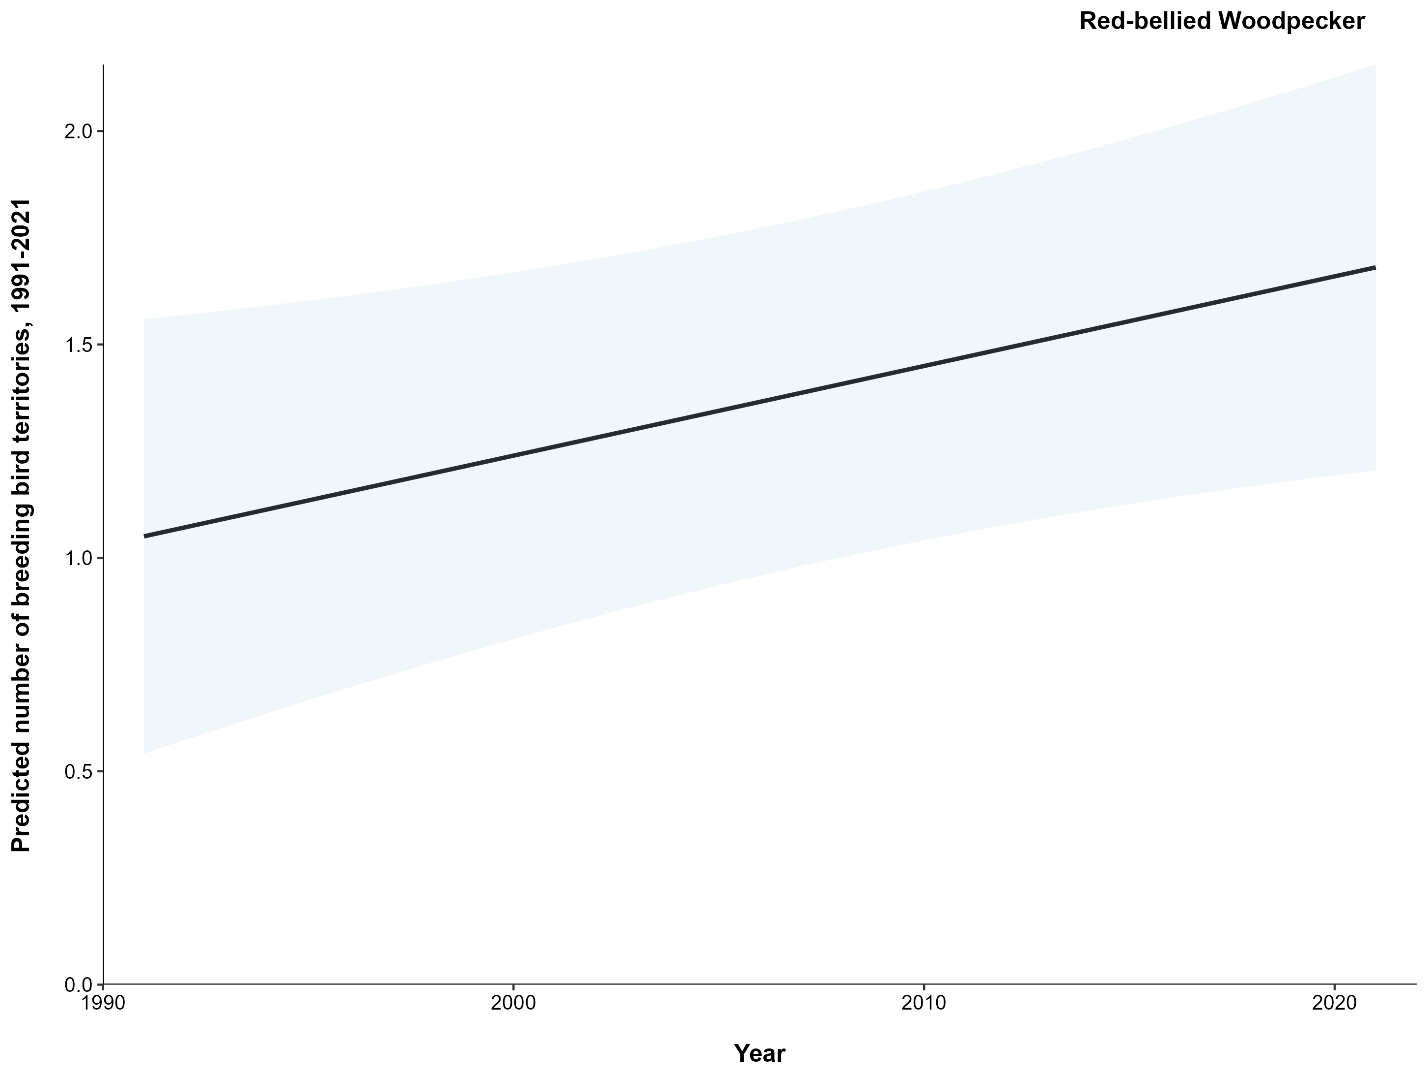 Red-bellied Woodpecker
Predicted number of breeding bird territories, 1991-2021
2.0
1.5
1.0
0.5
0.0
1990 2000 2010 2020
Year